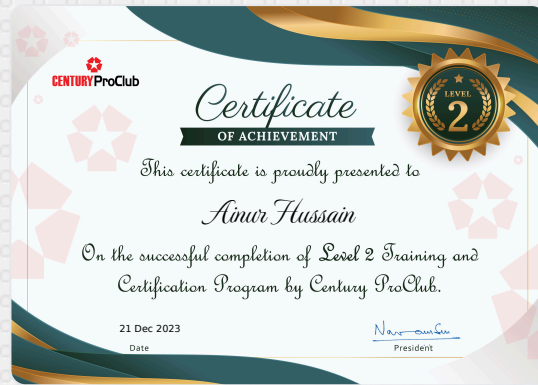 CENTURY ProClub
LEVEL
2
Certificate
OF ACHIEVEMENT
This certificate is proudly presented to
Ainur Hussain
On the successful completion of Level 2 Training and
Certification Program by Century ProClub.
21 Dec 2023
Date
President